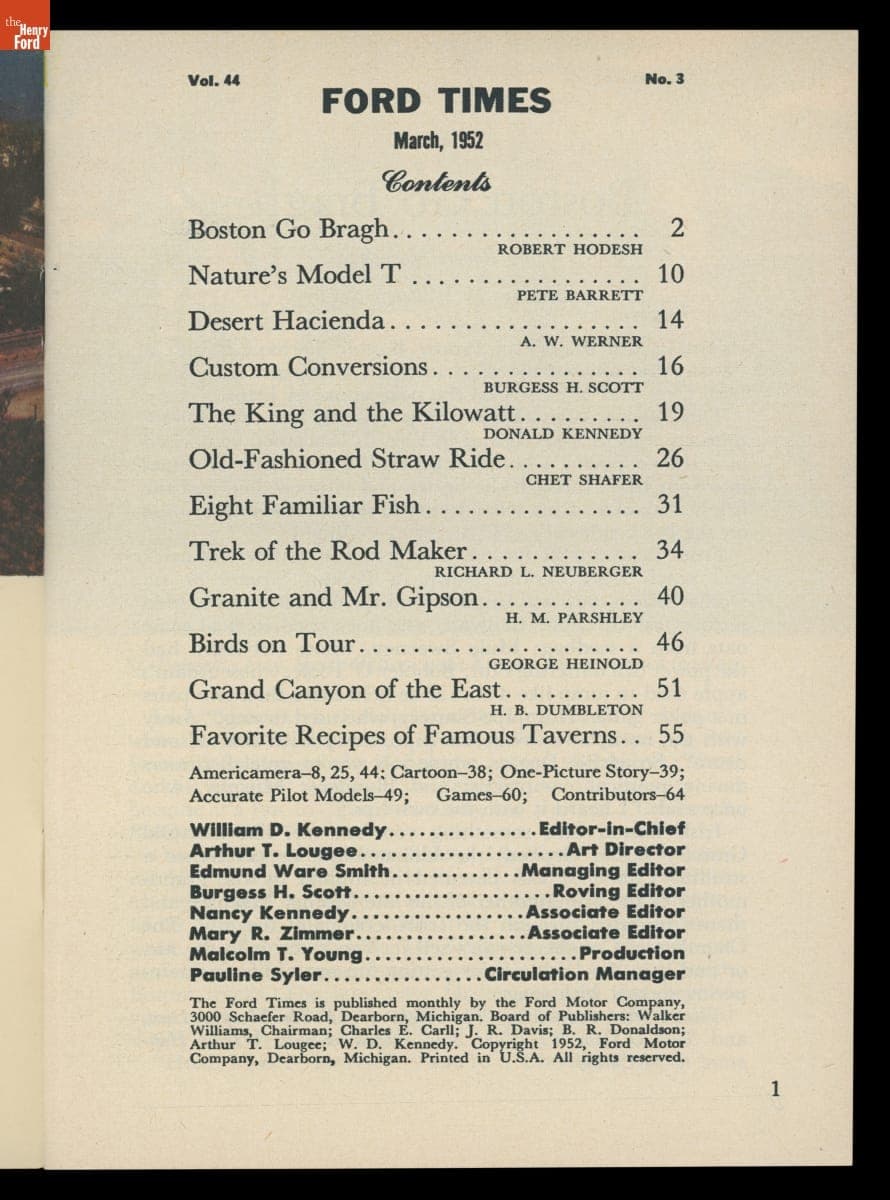 the
Henry
Ford
Vol. 44 No. 3
FORD TIMES
March, 1952
Contents
Boston Go Bragh.................. 2
ROBERT HODESH
Nature's Model T ................. 10
PETE BARRETT
Desert Hacienda................... 14
A. W. WERNER
Custom Conversions............... 16
BURGESS H. SCOTT
The King and the Kilowatt......... 19
DONALD KENNEDY
Old-Fashioned Straw Ride.......... 26
CHET SHAFER
Eight Familiar Fish................ 31
Trek of the Rod Maker............ 34
RICHARD L. NEUBERGER
Granite and Mr. Gipson............ 40
H. M. PARSHLEY
Birds on Tour..................... 46
GEORGE HEINOLD
Grand Canyon of the East.......... 51
H. B. DUMBLETON
Favorite Recipes of Famous Taverns.. 55
Americamera–8, 25, 44; Cartoon–38; One-Picture Story–39;
Accurate Pilot Models–49; Games–60; Contributors–64
William D. Kennedy...............Editor-in-Chief
Arthur T. Lougee.....................Art Director
Edmund Ware Smith.............Managing Editor
Burgess H. Scott....................Roving Editor
Nancy Kennedy.................Associate Editor
Mary R. Zimmer.................Associate Editor
Malcolm T. Young......................Production
Pauline Syler................Circulation Manager
The Ford Times is published monthly by the Ford Motor Company,
3000 Schaefer Road, Dearborn, Michigan. Board of Publishers: Walker
Williams, Chairman; Charles E. Carll; J. R. Davis; B. R. Donaldson;
Arthur T. Lougee; W. D. Kennedy. Copyright 1952, Ford Motor
Company, Dearborn, Michigan. Printed in U.S.A. All rights reserved.
1